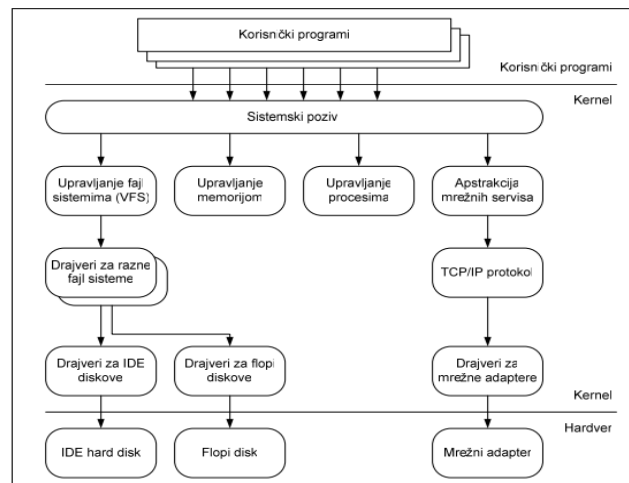 Korisnički programi
Korisnički programi
Kernel
Sistemski poziv
Upravljanje fajl
sistemima (VFS)
Upravljanje
memorijom
Upravljanje
procesima
Apstrakcija
mrežnih servisa
Drajveri za razne
fajl sisteme
TCP/IP protokol
Drajveri za IDE
diskove
Drajveri za flopi
diskove
Drajveri za
mrežne adaptere
Kernel
Hardver
IDE hard disk
Flopi disk
Mrežni adapter